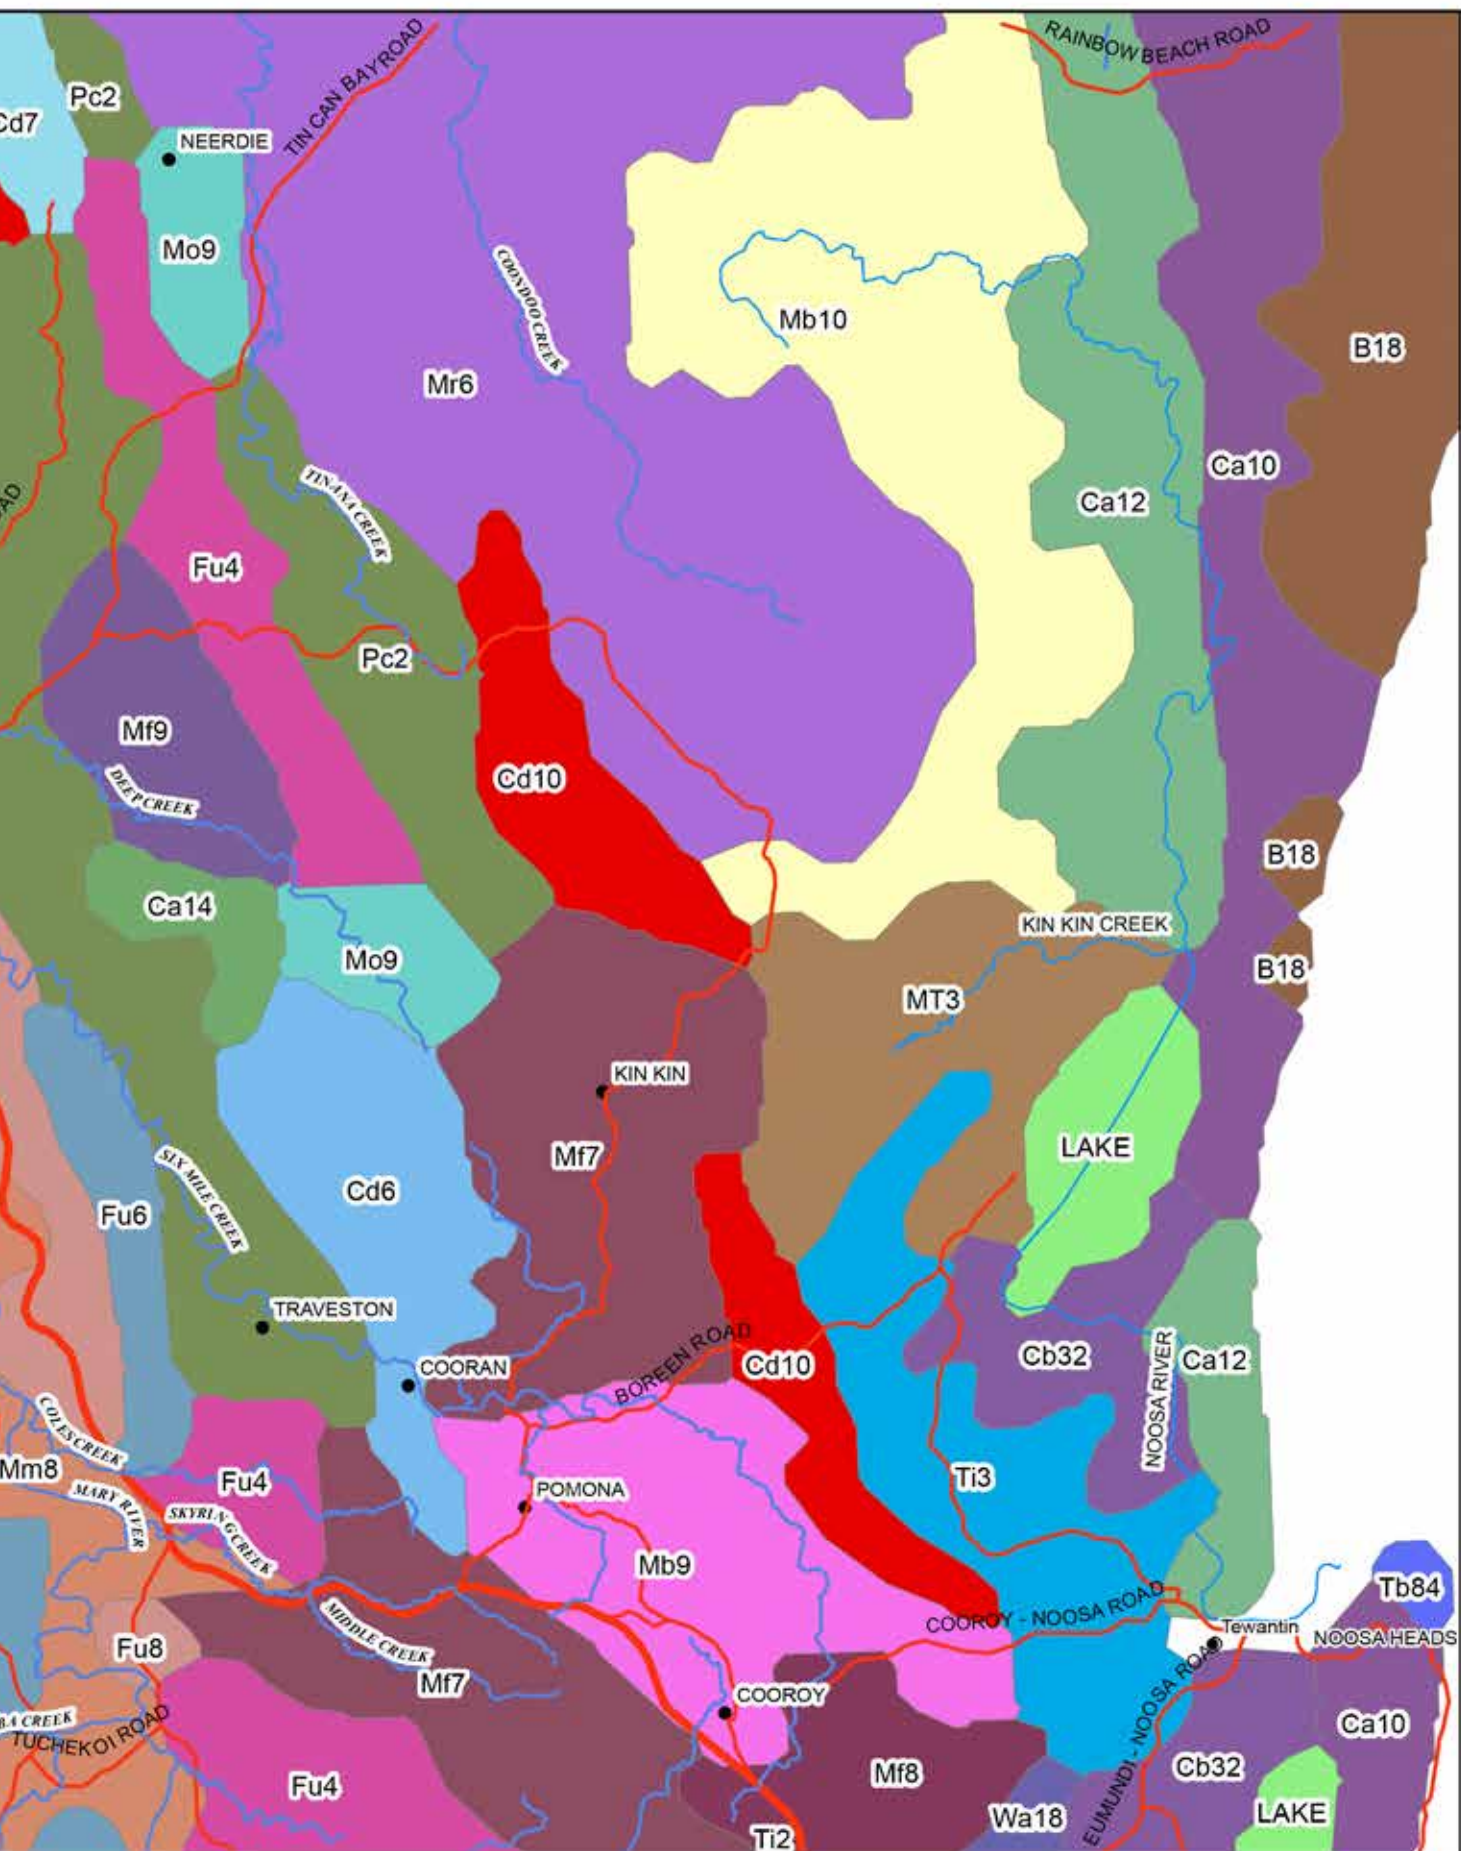 RAINBOW BEACH ROAD
TIN CAN BAY ROAD
Pc2
Cd7
NEERDIE
Mo9
COONDOO CREEK
Mb10
B18
Mr6
Ca10
TINANA CREEK
Ca12
Fu4
Pc2
Mf9
DEEP CREEK
Cd10
B18
Ca14
KIN KIN CREEK
Mo9
B18
MT3
KIN KIN
LAKE
Mf7
SIX MILE CREEK
Cd6
Fu6
TRAVESTON
BOREEN ROAD
COORAN
Cd10
Cb32
NOOSA RIVER
Ca12
COLES CREEK
Mm8
Fu4
Ti3
MARY RIVER
POMONA
SKYRING CREEK
Mb9
Tb84
COOROY - NOOSA ROAD
Tewantin
NOOSA HEADS
MIDDLE CREEK
Fu8
Mf7
COOROY
EUMUNDI - NOOSA ROAD
BA CREEK
TUCHEKOI ROAD
Ca10
Fu4
Mf8
Cb32
Wa18
LAKE
Ti2